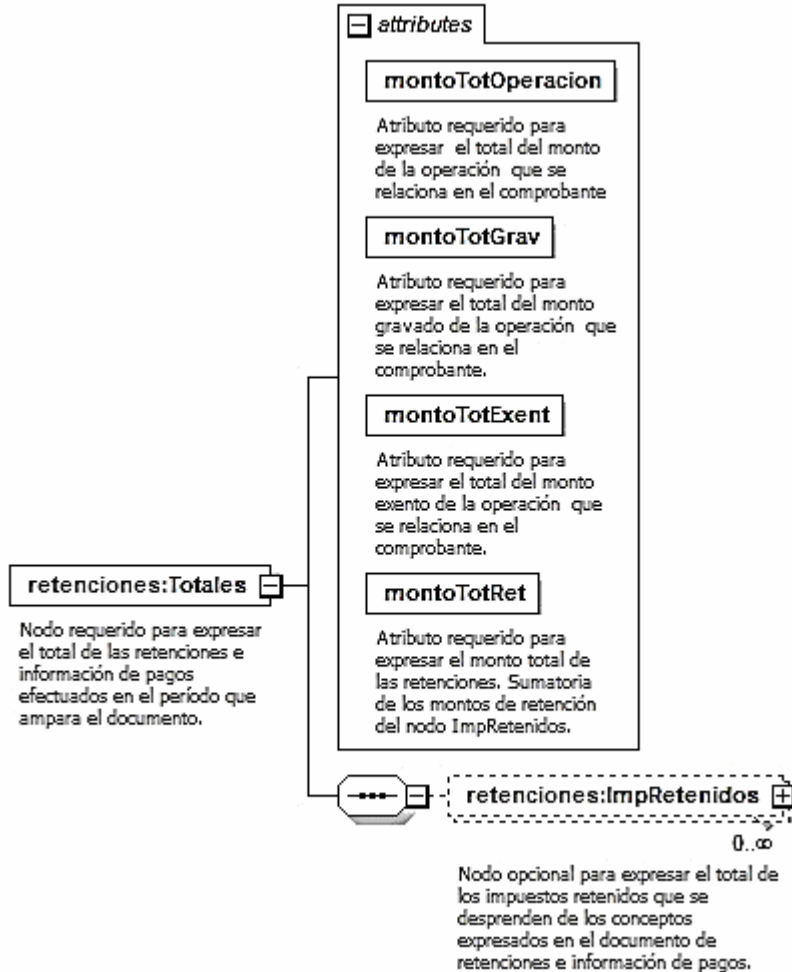 attributes
montoTotOperacion
Atributo requerido para
expresar el total del monto
de la operación que se
relaciona en el comprobante
montoTotGrav
Atributo requerido para
expresar el total del monto
gravado de la operación que
se relaciona en el
comprobante.
montoTotExent
Atributo requerido para
expresar el total del monto
exento de la operación que
se relaciona en el
comprobante.
montoTotRet
Atributo requerido para
expresar el monto total de
las retenciones. Sumatoria
de los montos de retención
del nodo ImpRetenidos.
retenciones:Totales
Nodo requerido para expresar
el total de las retenciones e
información de pagos
efectuados en el período que
ampara el documento.
retenciones:ImpRetenidos
0..∞
Nodo opcional para expresar el total de
los impuestos retenidos que se
desprenden de los conceptos
expresados en el documento de
retenciones e información de pagos.